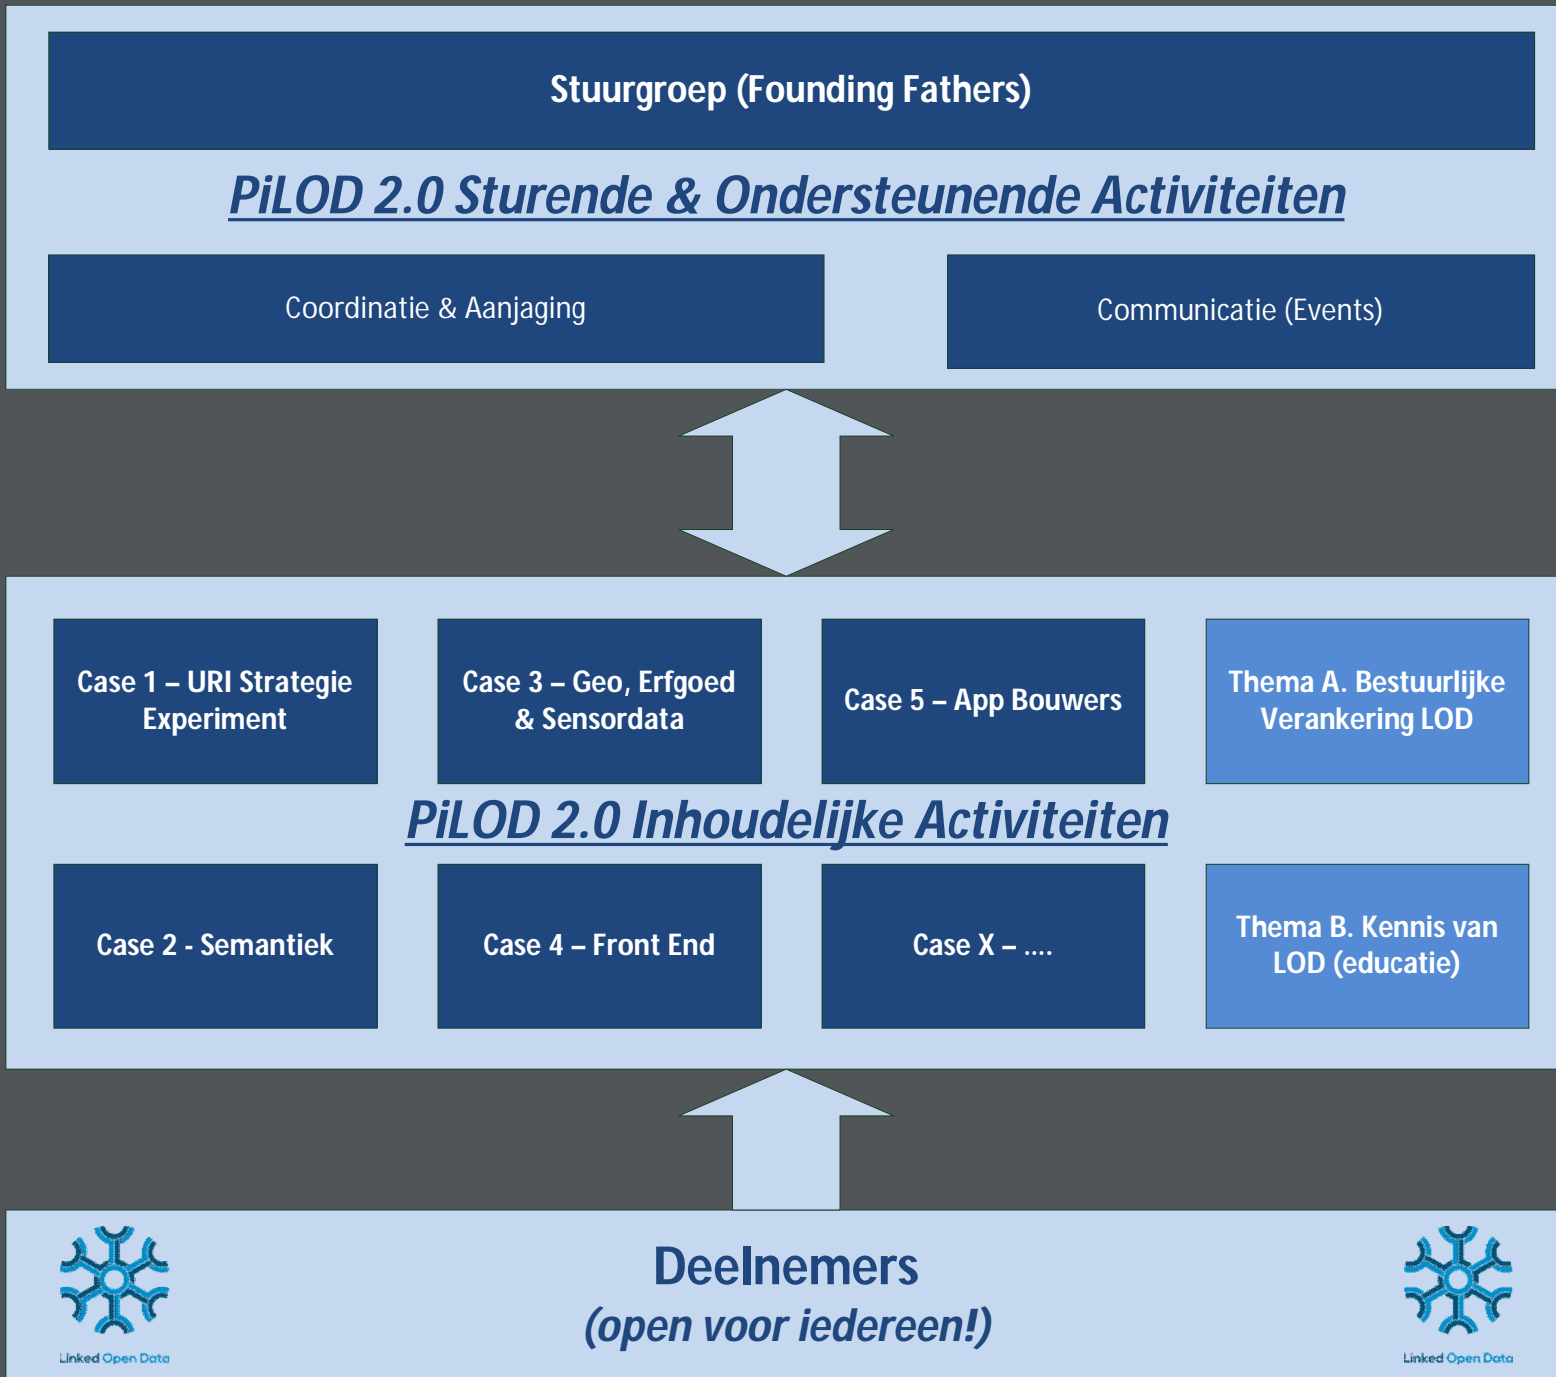 Stuurgroep (Founding Fathers)
PiLOD 2.0 Sturende & Ondersteunende Activiteiten
Coordinatie & Aanjaging
Communicatie (Events)
Case 1 – URI Strategie
Experiment
Case 3 – Geo, Erfgoed
& Sensordata
Case 5 – App Bouwers
Thema A. Bestuurlijke
Verankering LOD
PiLOD 2.0 Inhoudelijke Activiteiten
Case 2 - Semantiek
Case 4 – Front End
Case X – ....
Thema B. Kennis van
LOD (educatie)
Deelnemers
(open voor iedereen!)
Linked Open Data
Linked Open Data